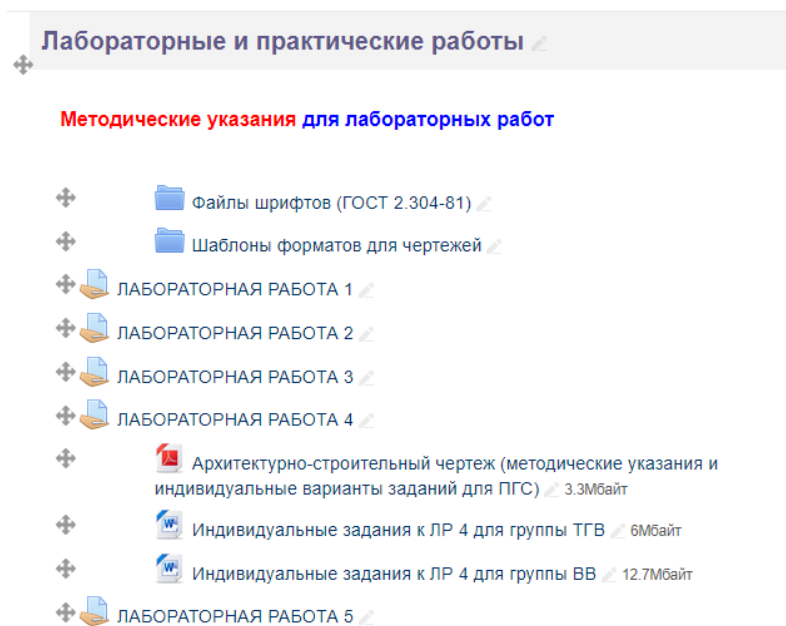 Лабораторные и практические работы
Методические указания для лабораторных работ
Файлы шрифтов (ГОСТ 2.304-81)
Шаблоны форматов для чертежей
ЛАБОРАТОРНАЯ РАБОТА 1
ЛАБОРАТОРНАЯ РАБОТА 2
ЛАБОРАТОРНАЯ РАБОТА 3
ЛАБОРАТОРНАЯ РАБОТА 4
Архитектурно-строительный чертеж (методические указания и
индивидуальные варианты заданий для ПГС) 3.3Мбайт
Индивидуальные задания к ЛР 4 для группы ТГВ 6Мбайт
Индивидуальные задания к ЛР 4 для группы ВВ 12.7Мбайт
ЛАБОРАТОРНАЯ РАБОТА 5